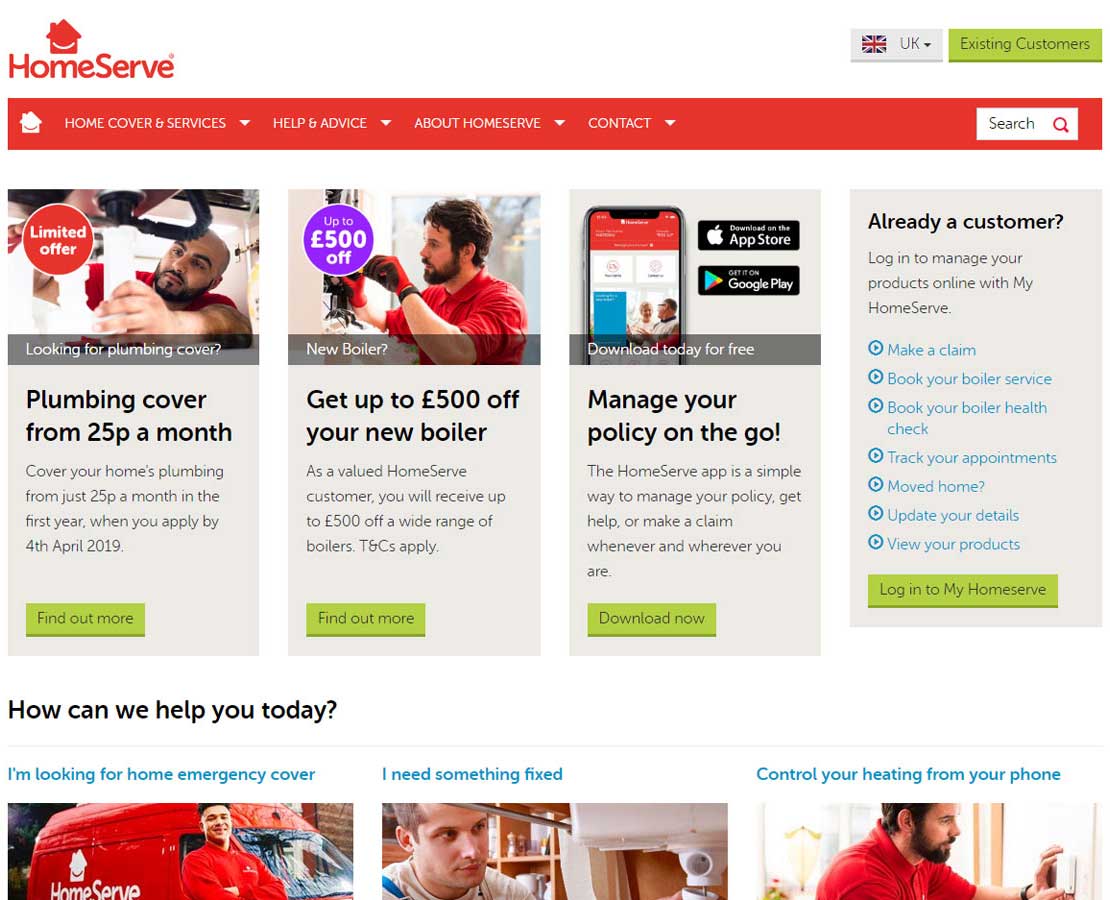 HomeServe
UK
Existing Customers
HOME COVER & SERVICES
HELP & ADVICE
ABOUT HOMESERVE
CONTACT
Search
Limited
offer
Looking for plumbing cover?
Plumbing cover
from 25p a month
Cover your home's plumbing
from just 25p a month in the
first year, when you apply by
4th April 2019.
Find out more
Up to
£500
off
New Boiler?
Get up to £500 off
your new boiler
As a valued HomeServe
customer, you will receive up
to £500 off a wide range of
boilers. T&Cs apply.
Find out more
HomeServe
Download on the
App Store
GET IT ON
Google Play
Download today for free
Manage your
policy on the go!
The HomeServe app is a simple
way to manage your policy, get
help, or make a claim
whenever and wherever you
are.
Download now
Already a customer?
Log in to manage your
products online with My
HomeServe.
Make a claim
Book your boiler service
Book your boiler health
check
Track your appointments
Moved home?
Update your details
View your products
Log in to My Homeserve
How can we help you today?
I'm looking for home emergency cover
I need something fixed
Control your heating from your phone
HomeServe